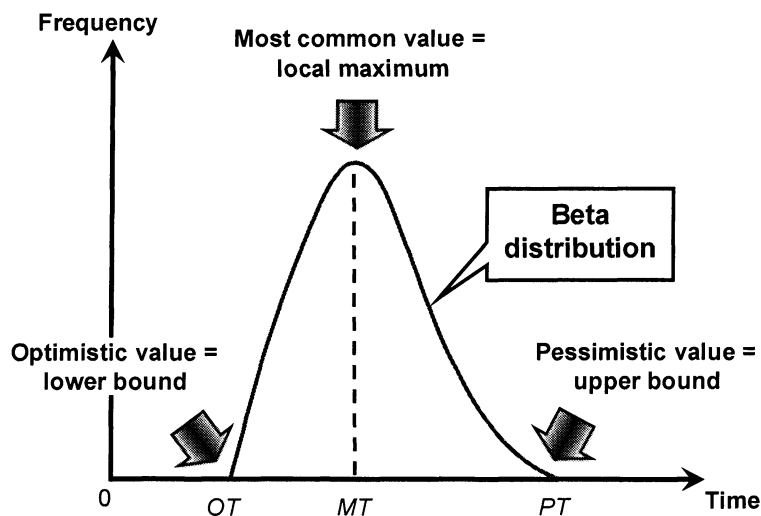 Frequency
Most common value =
local maximum
Beta
distribution
Optimistic value =
lower bound
Pessimistic value =
upper bound
0
OT
MT
PT
Time